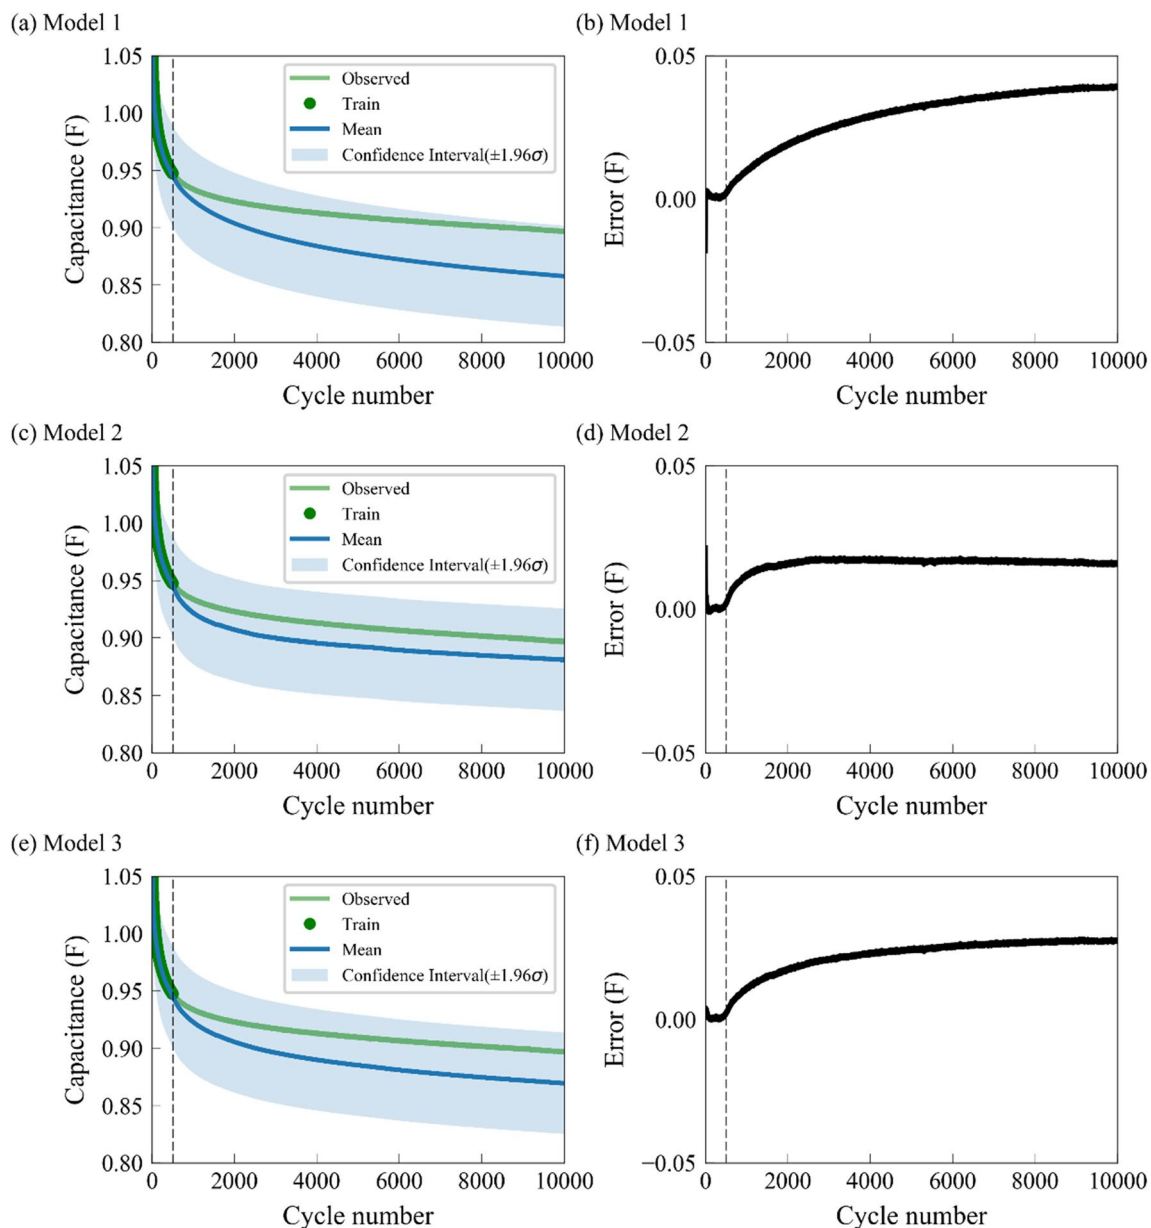 (a) Model 1
1.05
1.00
0.95
0.90
0.85
0.80
Capacitance (F)
Observed
Train
Mean
Confidence Interval(±1.96σ)
0 2000 4000 6000 8000 10000
Cycle number
(b) Model 1
0.05
0.00
−0.05
Error (F)
0 2000 4000 6000 8000 10000
Cycle number
(c) Model 2
1.05
1.00
0.95
0.90
0.85
0.80
Capacitance (F)
Observed
Train
Mean
Confidence Interval(±1.96σ)
0 2000 4000 6000 8000 10000
Cycle number
(d) Model 2
0.05
0.00
−0.05
Error (F)
0 2000 4000 6000 8000 10000
Cycle number
(e) Model 3
1.05
1.00
0.95
0.90
0.85
0.80
Capacitance (F)
Observed
Train
Mean
Confidence Interval(±1.96σ)
0 2000 4000 6000 8000 10000
Cycle number
(f) Model 3
0.05
0.00
−0.05
Error (F)
0 2000 4000 6000 8000 10000
Cycle number